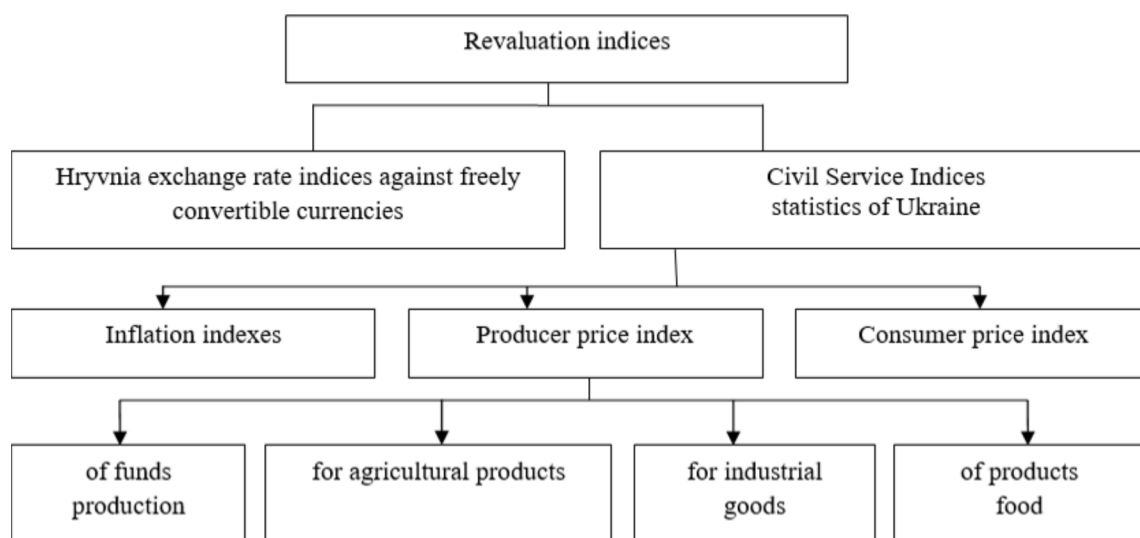 Revaluation indices
Hryvnia exchange rate indices against freely
convertible currencies
Civil Service Indices
statistics of Ukraine
Inflation indexes
Producer price index
Consumer price index
of funds
production
for agricultural products
for industrial
goods
of products
food